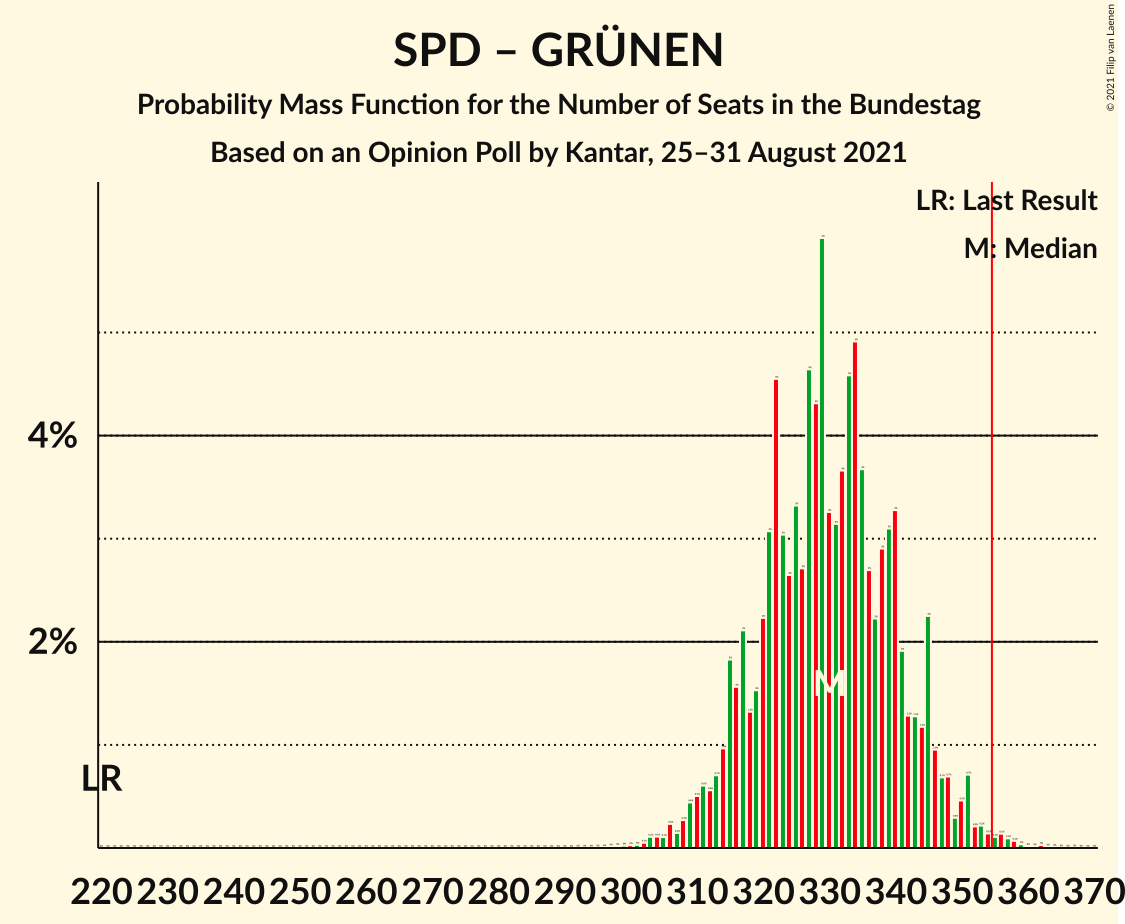 SPD – GRÜNEN
Probability Mass Function for the Number of Seats in the Bundestag
Based on an Opinion Poll by Kantar, 25–31 August 2021
© 2021 Filip van Laenen
LR: Last Result
M: Median
4%
2%
M
LR
220 230 240 250 260 270 280 290 300 310 320 330 340 350 360 370